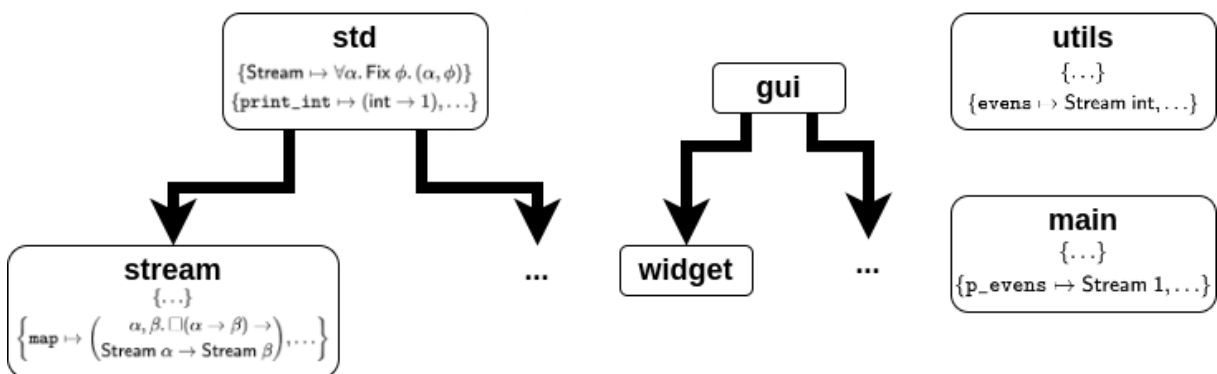 std
{Stream ↦ ∀α. Fix ϕ. (α, ϕ)}
{print_int ↦ (int → 1), …}
stream
{…}
{map ↦ (α, β. □(α → β) →
Stream α → Stream β), …}
...
gui
widget
...
utils
{…}
{evens ↦ Stream int, …}
main
{…}
{p_evens ↦ Stream 1, …}